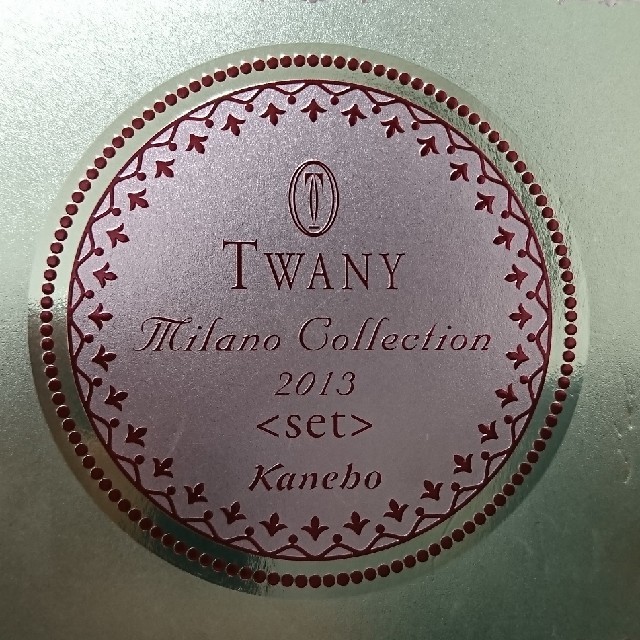 T
TWANY
Milano Collection
2013
<set>
Kanebo